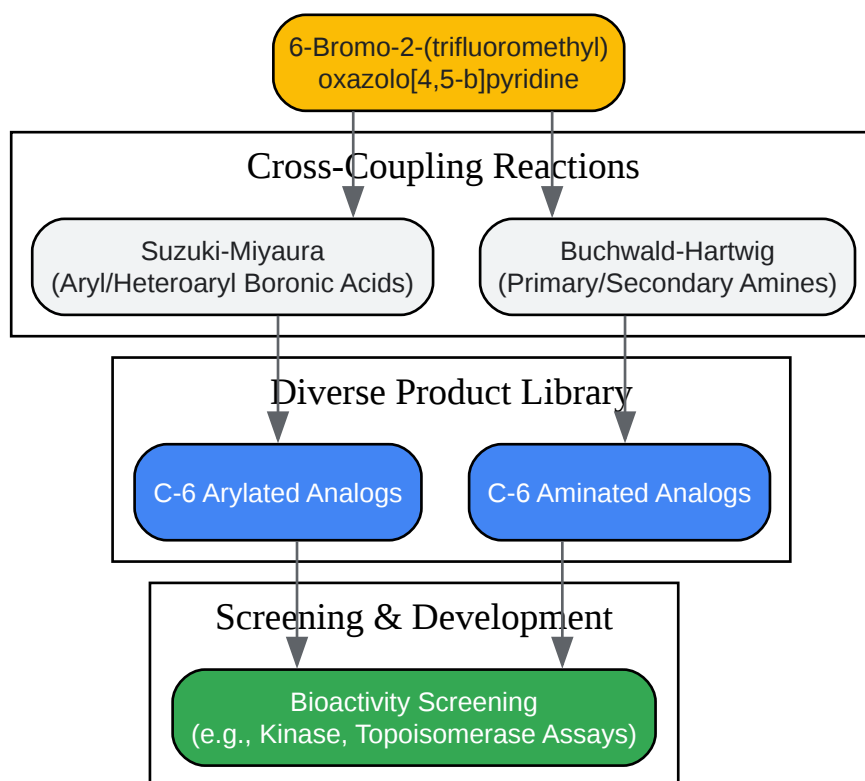 6-Bromo-2-(trifluoromethyl)
oxazolo[4,5-b]pyridine
Cross-Coupling Reactions
Suzuki-Miyaura
(Aryl/Heteroaryl Boronic Acids)
Buchwald-Hartwig
(Primary/Secondary Amines)
Diverse Product Library
C-6 Arylated Analogs
C-6 Aminated Analogs
Screening & Development
Bioactivity Screening
(e.g., Kinase, Topoisomerase Assays)